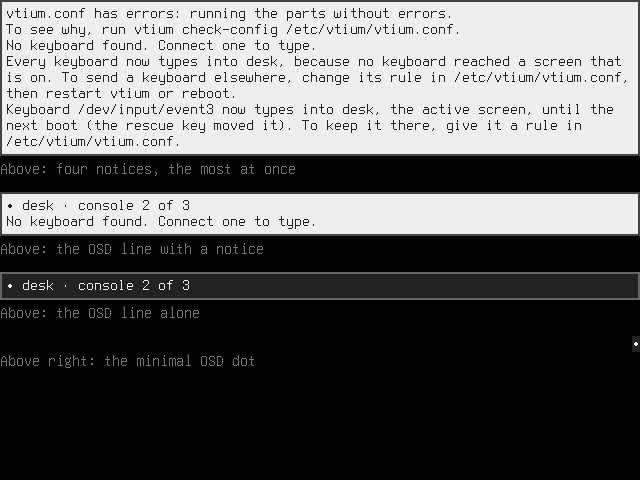 vtium.conf has errors: running the parts without errors.
To see why, run vtium check-config /etc/vtium/vtium.conf.
No keyboard found. Connect one to type.
Every keyboard now types into desk, because no keyboard reached a screen that
is on. To send a keyboard elsewhere, change its rule in /etc/vtium/vtium.conf,
then restart vtium or reboot.
Keyboard /dev/input/event3 now types into desk, the active screen, until the
next boot (the rescue key moved it). To keep it there, give it a rule in
/etc/vtium/vtium.conf.
Above: four notices, the most at once
• desk · console 2 of 3
No keyboard found. Connect one to type.
Above: the OSD line with a notice
• desk · console 2 of 3
Above: the OSD line alone
•
Above right: the minimal OSD dot